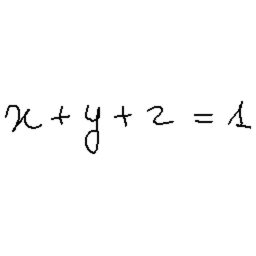 x + y + z = 1